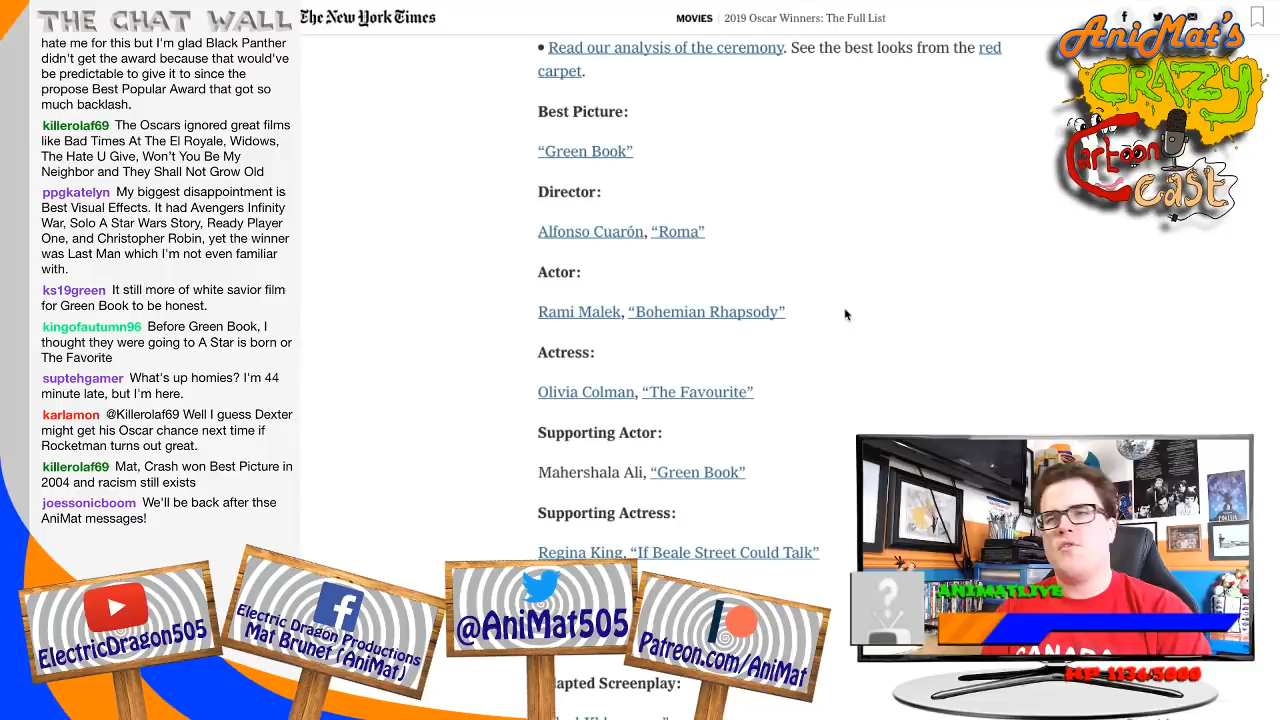 THE CHAT WALL
hate me for this but I'm glad Black Panther
didn't get the award because that would've
be predictable to give it to since the
propose Best Popular Award that got so
much backlash.
killerolaf69 The Oscars ignored great films
like Bad Times At The El Royale, Widows,
The Hate U Give, Won't You Be My
Neighbor and They Shall Not Grow Old
ppgkatelyn My biggest disappointment is
Best Visual Effects. It had Avengers Infinity
War, Solo A Star Wars Story, Ready Player
One, and Christopher Robin, yet the winner
was Last Man which I'm not even familiar
with.
ks19green It still more of white savior film
for Green Book to be honest.
kingofautumn96 Before Green Book, I
thought they were going to A Star is born or
The Favorite
suptehgamer What's up homies? I'm 44
minute late, but I'm here.
karlamon @Killerolaf69 Well I guess Dexter
might get his Oscar chance next time if
Rocketman turns out great.
killerolaf69 Mat, Crash won Best Picture in
2004 and racism still exists
joessonicboom We'll be back after thse
AniMat messages!
The New York Times
MOVIES | 2019 Oscar Winners: The Full List
• Read our analysis of the ceremony. See the best looks from the red
carpet.
Best Picture:
“Green Book”
Director:
Alfonso Cuarón, “Roma”
Actor:
Rami Malek, “Bohemian Rhapsody”
Actress:
Olivia Colman, “The Favourite”
Supporting Actor:
Mahershala Ali, “Green Book”
Supporting Actress:
Regina King, “If Beale Street Could Talk”
apted Screenplay:
AniMat's
CRAZY
Cartoon
Cast
ElectricDragon505
Electric Dragon Productions
Mat Brunet (AniMat)
@AniMat505
Patreon.com/AniMat
?
ANIMATLIVE
CANADA